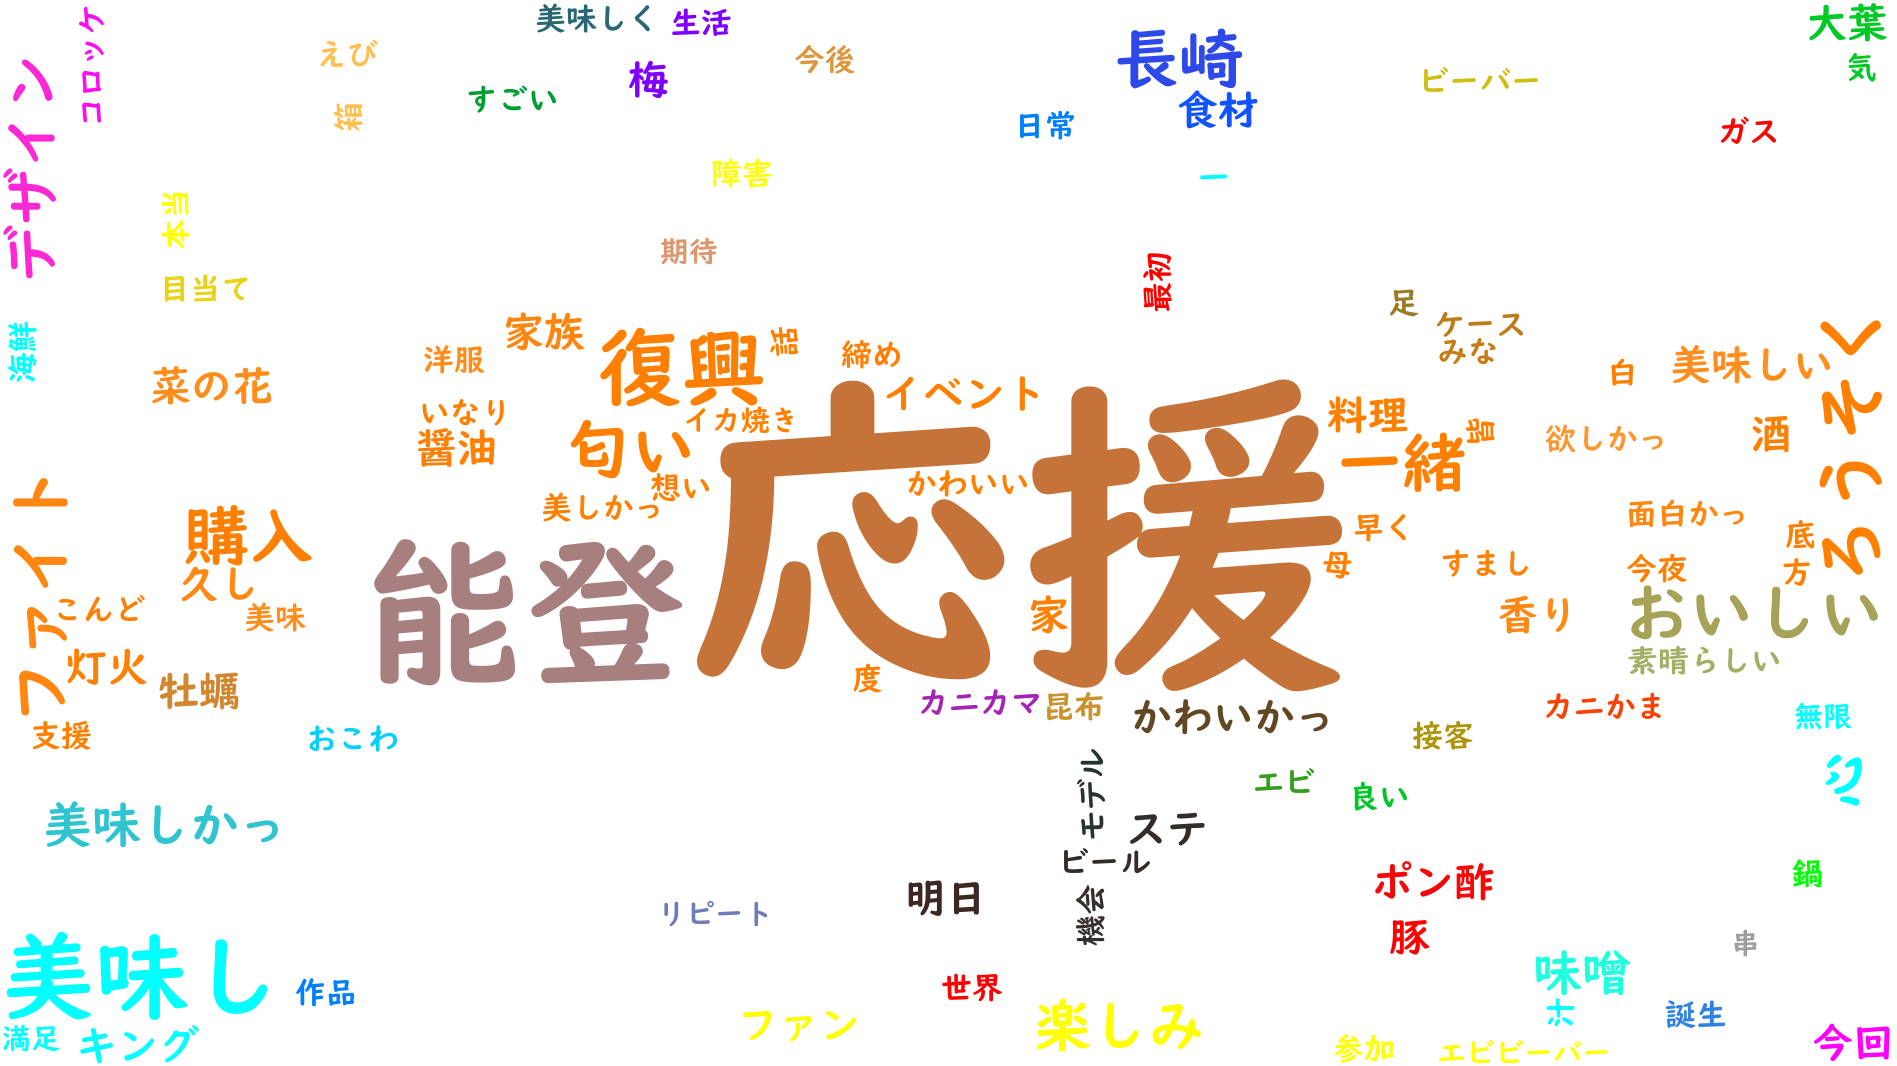 美味しく
生活
大葉
コロッケ
えび
今後
長崎
ビーバー
気
デザイン
梅
すごい
箱
食材
日常
ガス
障害
一
本当
期待
最初
目当て
足
海鮮
家族
復興
話
締め
ケース
みな
ろうそく
洋服
白
美味しい
菜の花
イベント
いなり
イカ焼き
料理
醤油
匂い
応援
一緒
皆
欲しかっ
酒
想い
かわいい
美しかっ
ファイト
購入
早く
面白かっ
底
能登
母
すまし
今夜
方
久し
こんど
美味
家
香り
おいしい
灯火
素晴らしい
牡蠣
度
カニカマ
昆布
かわいかっ
カニかま
無限
支援
おこわ
接客
モデル
エビ
良い
美味しかっ
ステ
ビール
ポン酢
鍋
明日
リピート
機会
豚
串
美味し
作品
世界
味噌
汁
誕生
満足
キング
ファン
楽しみ
参加
エビビーバー
今回